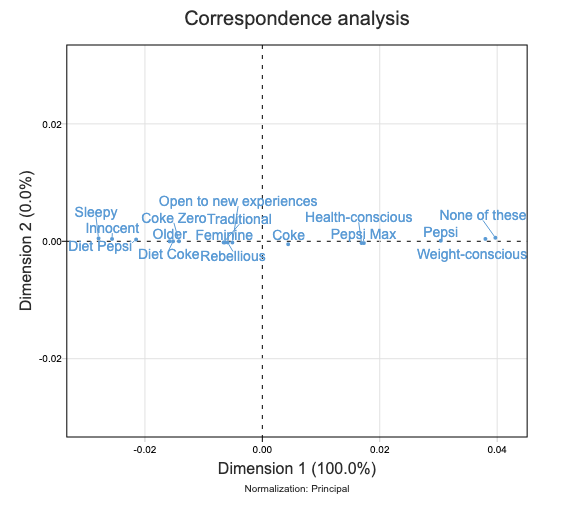 Correspondence analysis
Dimension 2 (0.0%)
0.02
0.00
-0.02
Open to new experiences
Sleepy
Coke Zero
Traditional
Health-conscious
None of these
Innocent
Older
Feminine
Coke
Pepsi Max
Pepsi
Diet Pepsi
Diet Coke
Rebellious
Weight-conscious
-0.02
0.00
0.02
0.04
Dimension 1 (100.0%)
Normalization: Principal